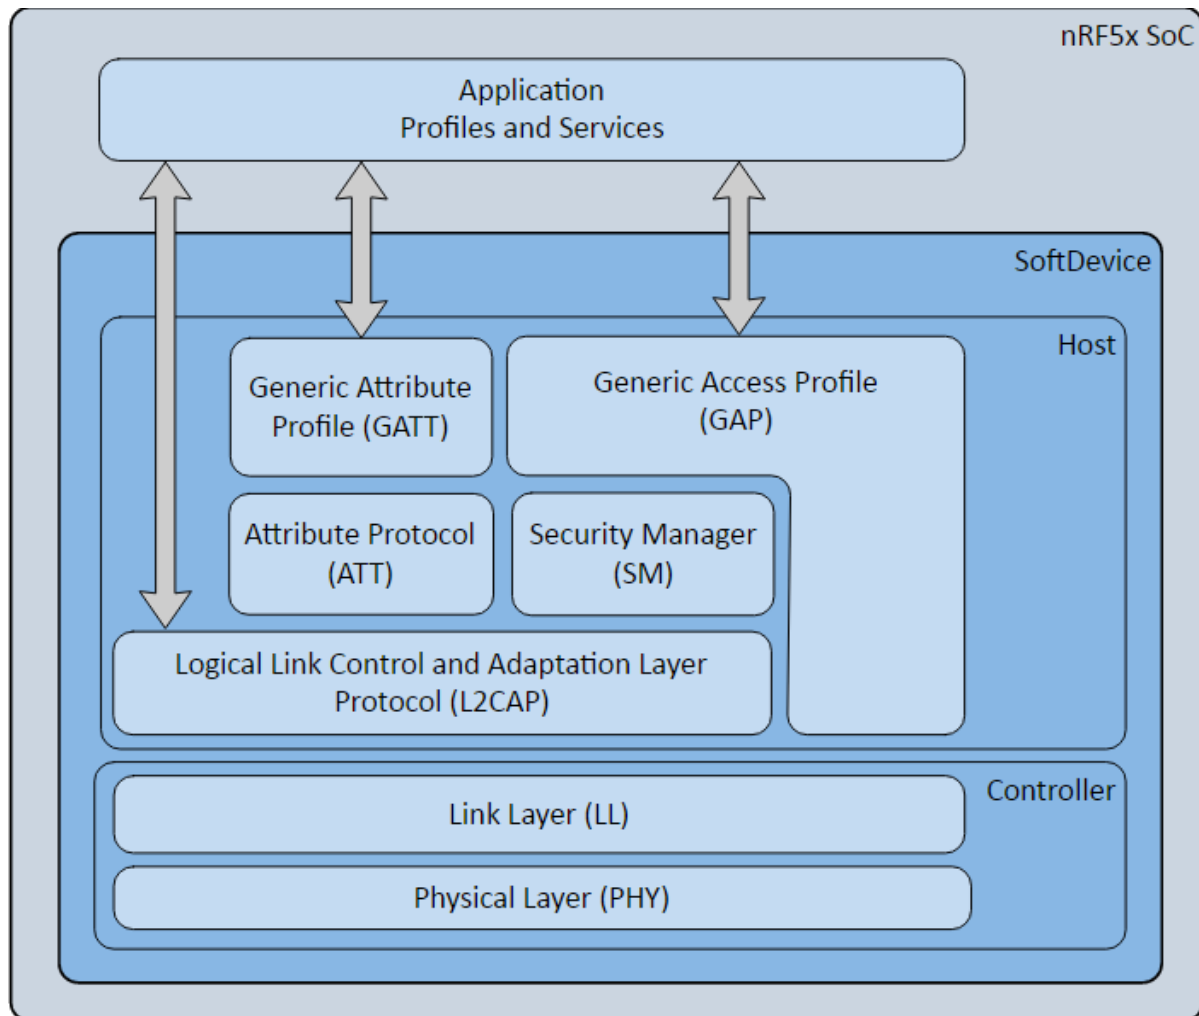 nRF5x SoC
Application
Profiles and Services
SoftDevice
Host
Generic Attribute
Profile (GATT)
Generic Access Profile
(GAP)
Attribute Protocol
(ATT)
Security Manager
(SM)
Logical Link Control and Adaptation Layer
Protocol (L2CAP)
Controller
Link Layer (LL)
Physical Layer (PHY)